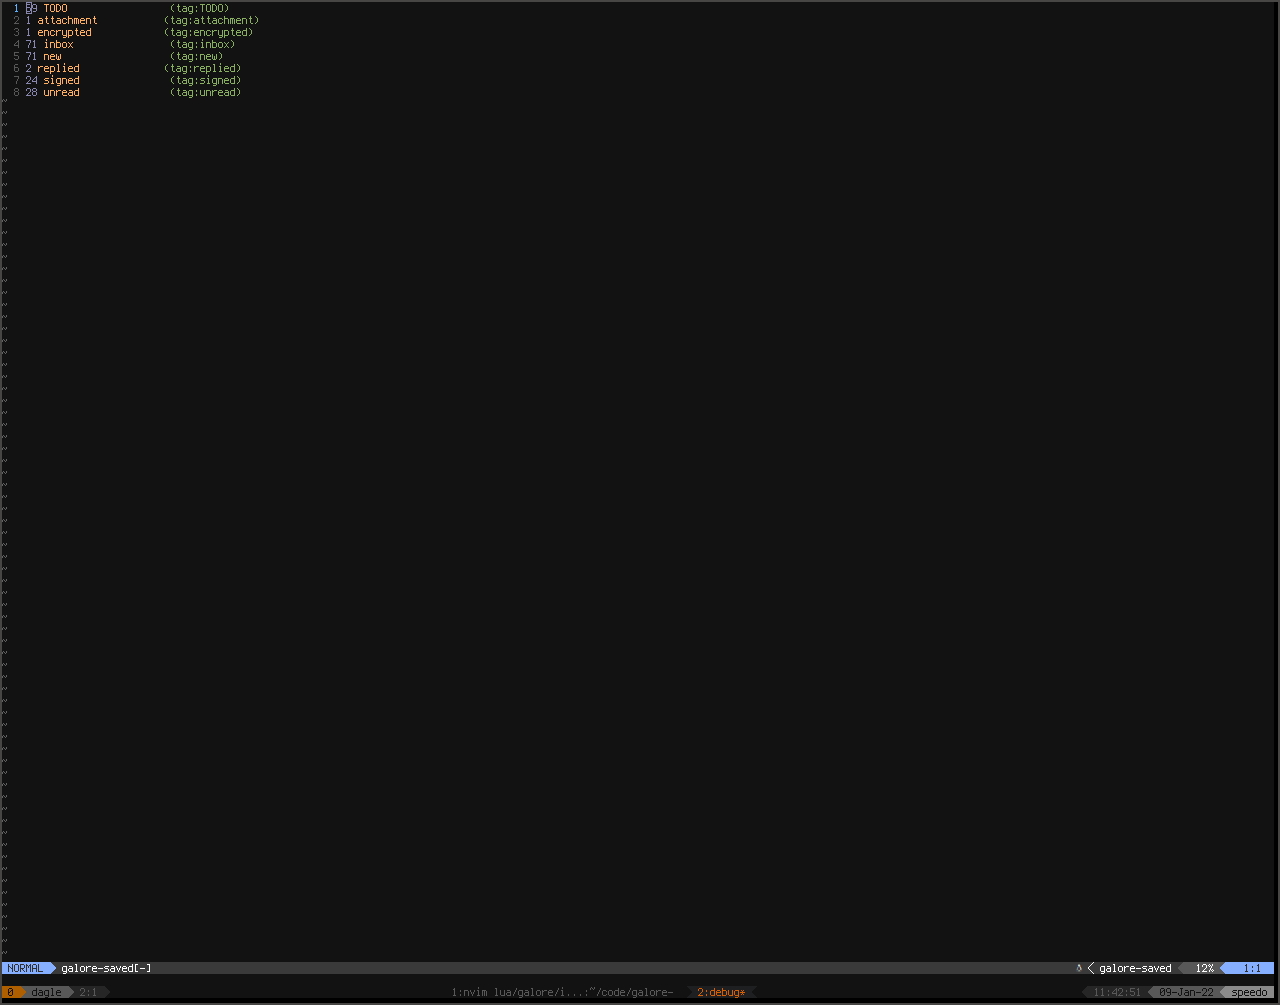 1 59 TODO (tag:TODO)
2 1 attachment (tag:attachment)
3 1 encrypted (tag:encrypted)
4 71 inbox (tag:inbox)
5 71 new (tag:new)
6 2 replied (tag:replied)
7 24 signed (tag:signed)
8 28 unread (tag:unread)
NORMAL galore-saved[-] galore-saved 12% 1:1
0 dagle 2:1 1:nvim lua/galore/i...:~/code/galore- 2:debug* 11:42:51 09-Jan-22 speedo